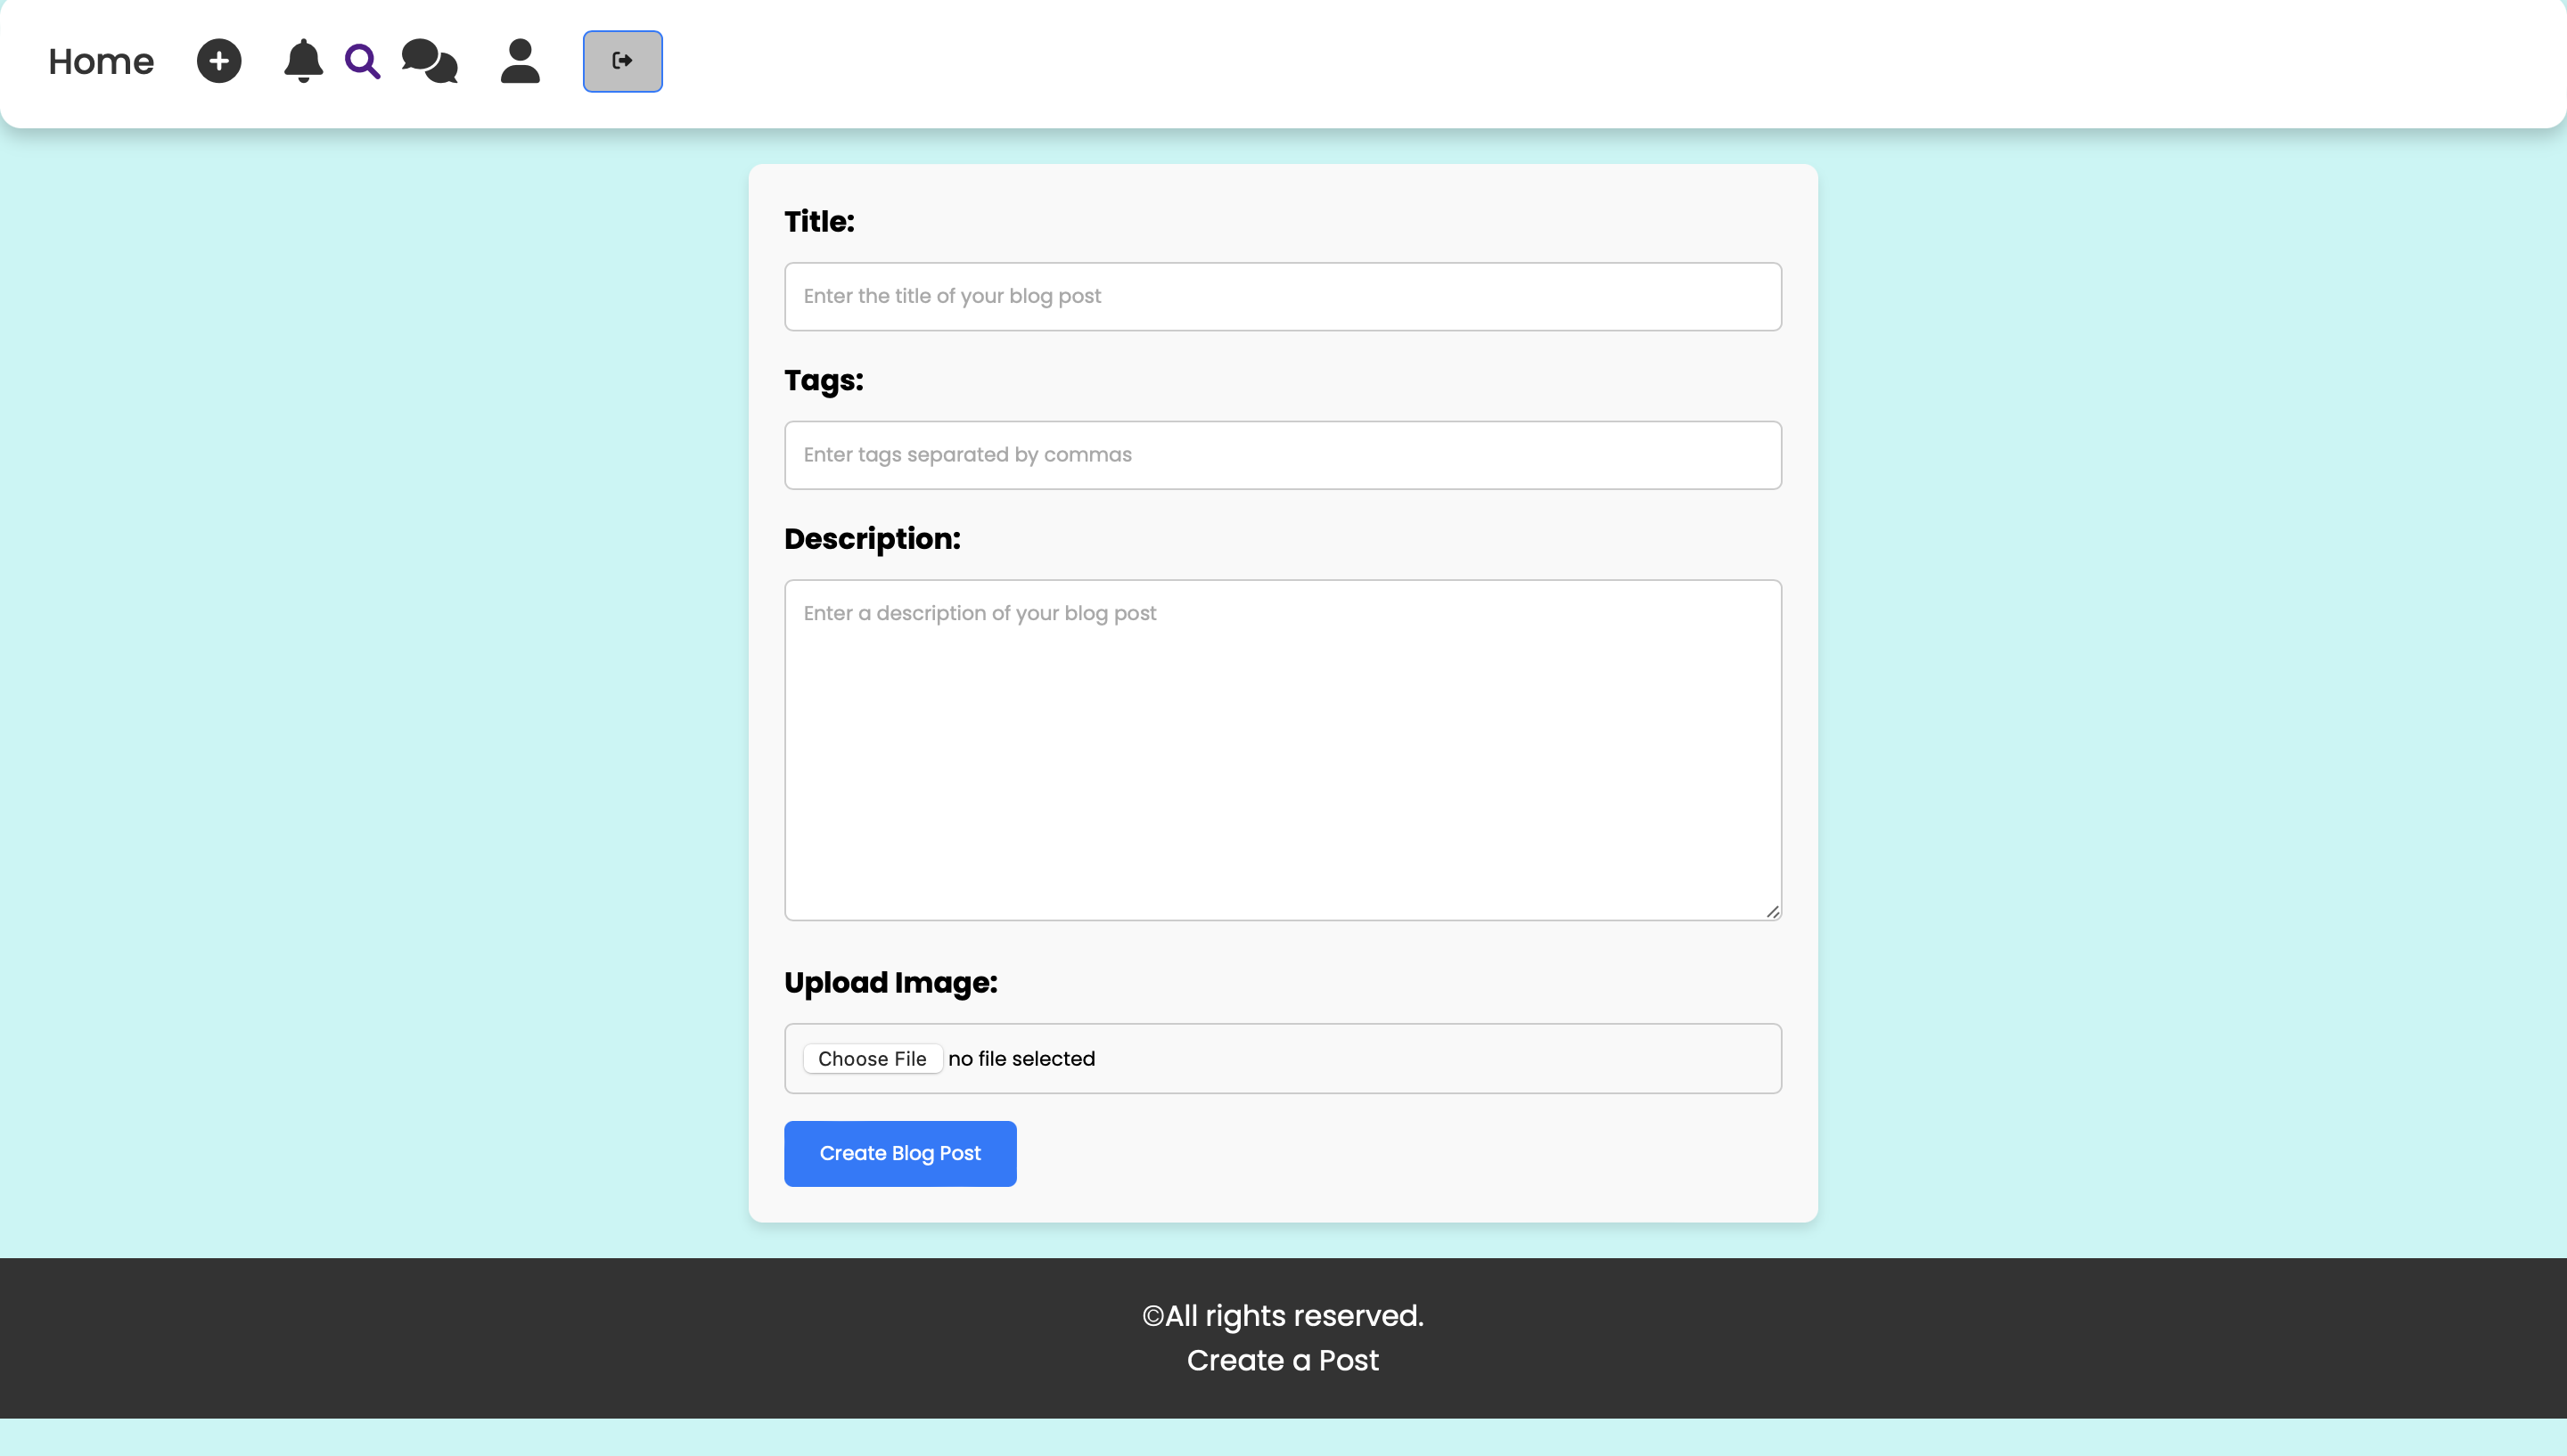 Home
Title:
Enter the title of your blog post
Tags:
Enter tags separated by commas
Description:
Enter a description of your blog post
Upload Image:
Choose File no file selected
Create Blog Post
©All rights reserved.
Create a Post